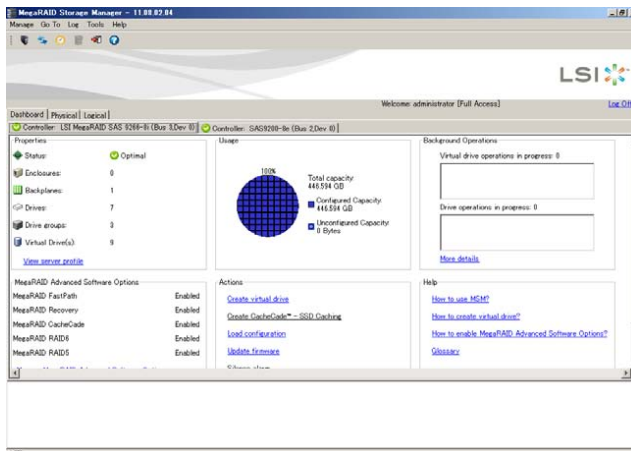 MegaRAID Storage Manager - 11.08.02.04
Manage Go To Log Tools Help
LSI
Welcome: administrator [Full Access]
Log Off
Dashboard | Physical | Logical |
Controller: LSI MegaRAID SAS 9266-8i (Bus 3,Dev 0)
Controller: SAS9200-8e (Bus 2,Dev 0)
Properties
Status: Optimal
Enclosures: 0
Backplanes: 1
Drives: 7
Drive groups: 3
Virtual Drive(s): 9
View server profile
Usage
100%
Total capacity:
446.594 GB
Configured Capacity:
446.594 GB
Unconfigured Capacity:
0 Bytes
Background Operations
Virtual drive operations in progress: 0
Drive operations in progress: 0
More details
MegaRAID Advanced Software Options
MegaRAID FastPath Enabled
MegaRAID Recovery Enabled
MegaRAID CacheCade Enabled
MegaRAID RAID6 Enabled
MegaRAID RAID5 Enabled
Actions
Create virtual drive
Create CacheCade™ - SSD Caching
Load configuration
Update firmware
Help
How to use MSM?
How to create virtual drive?
How to enable MegaRAID Advanced Software Options?
Glossary